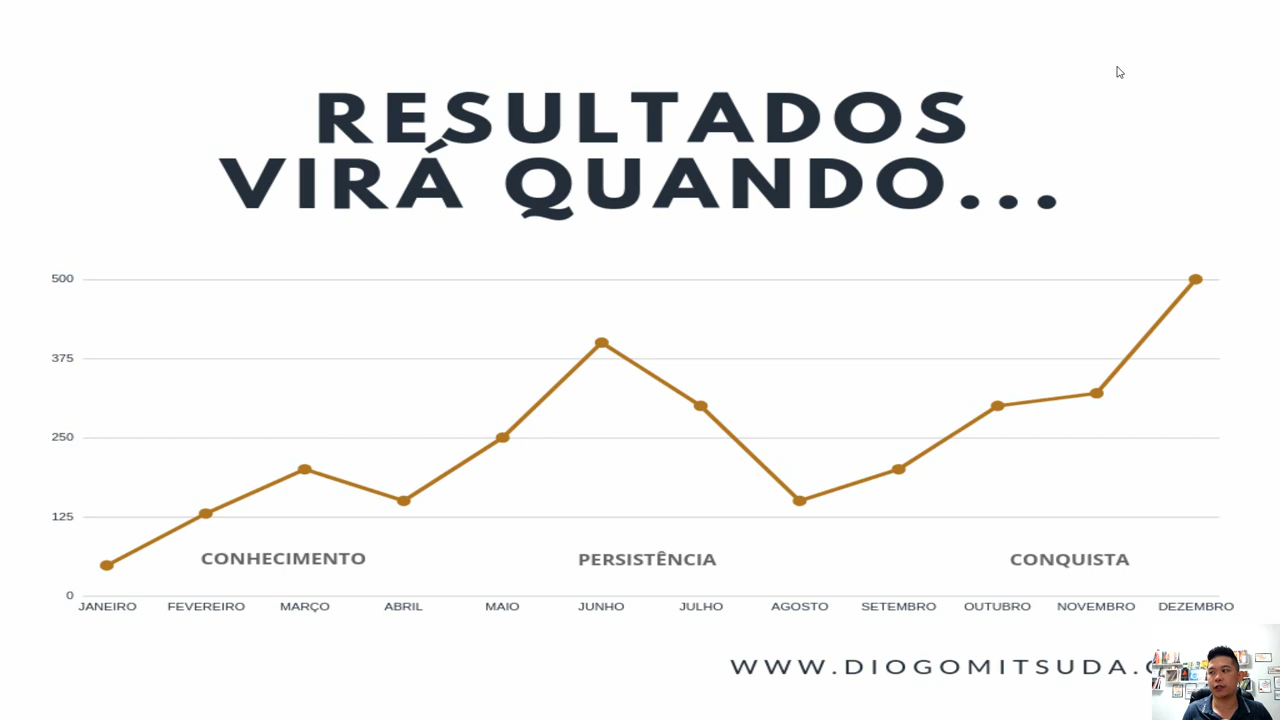 RESULTADOS
VIRÁ QUANDO...
500
375
250
125
0
CONHECIMENTO PERSISTÊNCIA CONQUISTA
JANEIRO FEVEREIRO MARÇO ABRIL MAIO JUNHO JULHO AGOSTO SETEMBRO OUTUBRO NOVEMBRO DEZEMBRO
WWW.DIOGOMITSUDA.